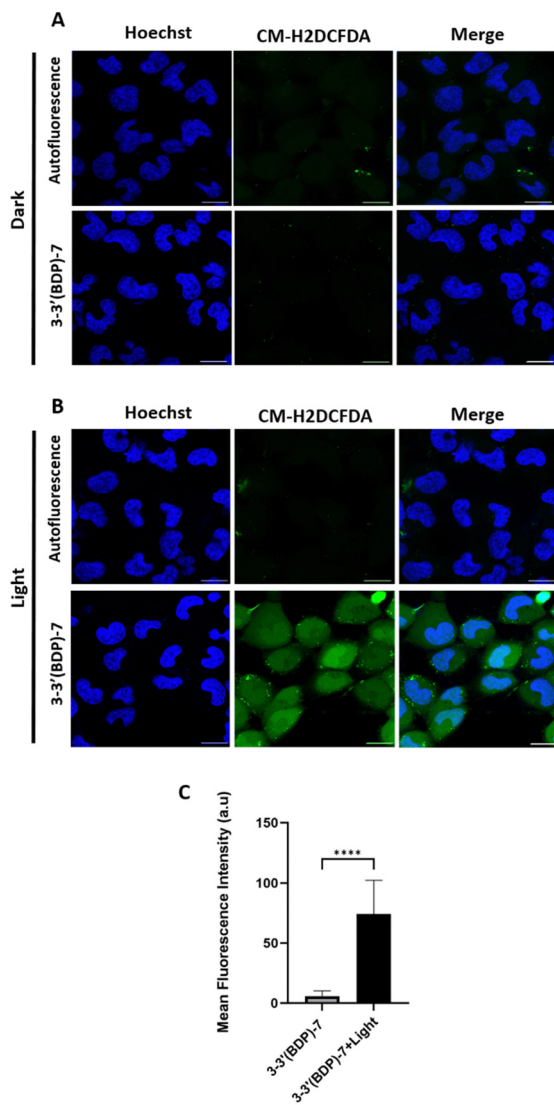 A
Hoechst CM-H2DCFDA Merge
Dark
Autofluorescence
3-3'(BDP)-7
B
Hoechst CM-H2DCFDA Merge
Light
Autofluorescence
3-3'(BDP)-7
C
Mean Fluorescence Intensity (a.u)
150
100
50
0
****
3-3'(BDP)-7
3-3'(BDP)-7+Light